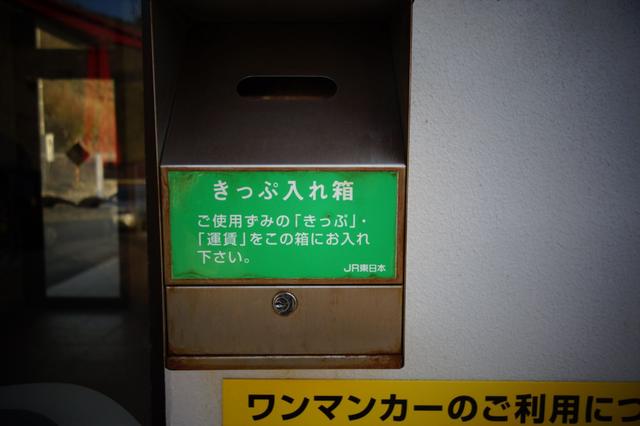 きっぷ入れ箱
ご使用ずみの「きっぷ」・
「運賃」をこの箱にお入れ
下さい。
JR東日本
ワンマンカーのご利用につ